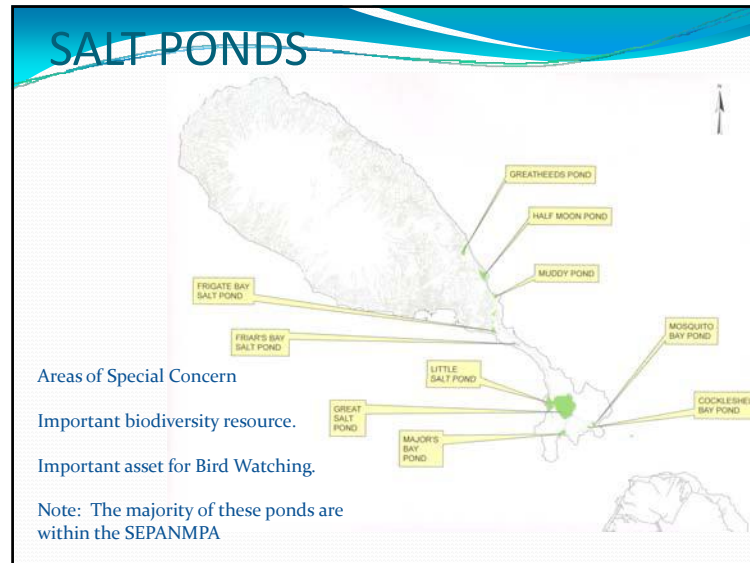 SALT PONDS
N
GREATHEEDS POND
HALF MOON POND
MUDDY POND
FRIGATE BAY
SALT POND
FRIAR'S BAY
SALT POND
MOSQUITO
BAY POND
LITTLE
SALT POND
COCKLESHEL
BAY POND
GREAT
SALT
POND
MAJOR'S
BAY
POND
Areas of Special Concern
Important biodiversity resource.
Important asset for Bird Watching.
Note: The majority of these ponds are
within the SEPANMPA